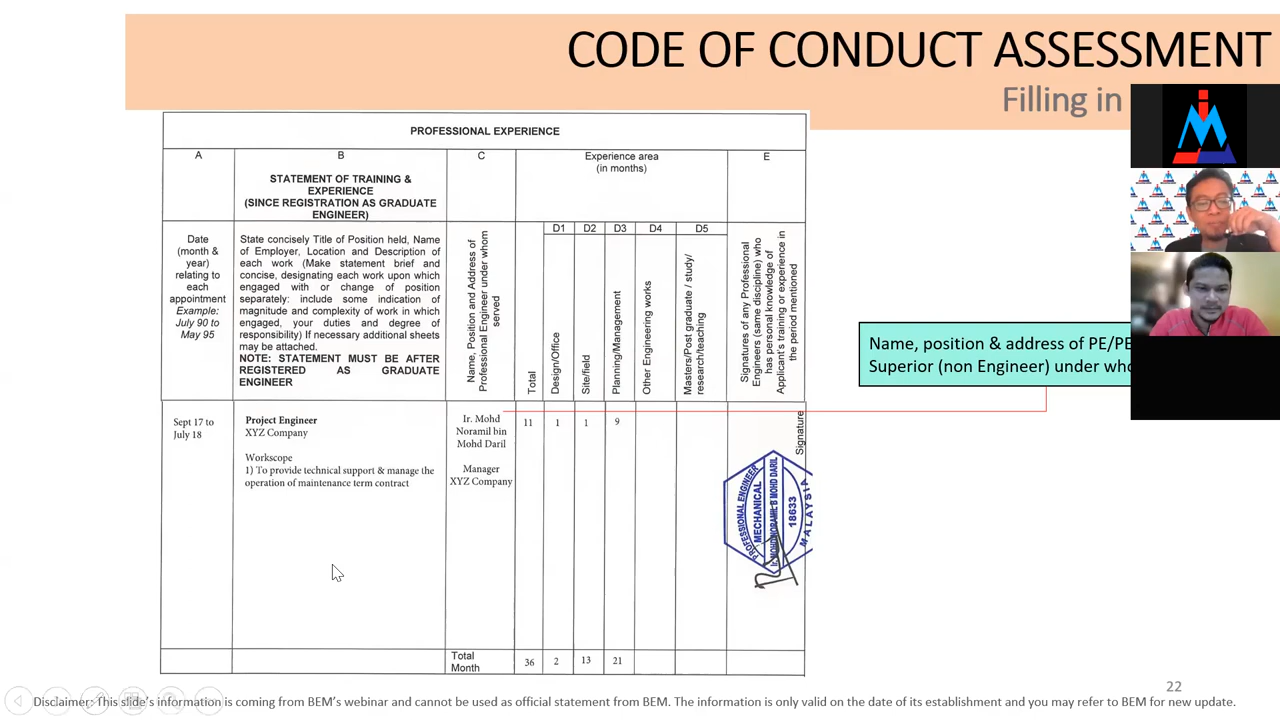 CODE OF CONDUCT ASSESSMENT
Filling in
PROFESSIONAL EXPERIENCE
A
B
C
Experience area
(in months)
E
STATEMENT OF TRAINING &
EXPERIENCE
(SINCE REGISTRATION AS GRADUATE
ENGINEER)
Date
(month &
year)
relating to
each
appointment
Example:
July 90 to
May 95
State concisely Title of Position held, Name
of Employer, Location and Description of
each work (Make statement brief and
concise, designating each work upon which
engaged with or change of position
separately: include some indication of
magnitude and complexity of work in which
engaged, your duties and degree of
responsibility) If necessary additional sheets
may be attached.
NOTE: STATEMENT MUST BE AFTER
REGISTERED AS GRADUATE
ENGINEER
Name, Position and Address of
Professional Engineer under whom
served
Total
D1
Design/Office
D2
Site/field
D3
Planning/Management
D4
Other Engineering works
D5
Masters/Post graduate / study/
research/teaching
Signatures of any Professional
Engineers (same discipline) who
has personal knowledge of
Applicant's training or experience in
the period mentioned
Name, position & address of PE/PE
Superior (non Engineer) under who
Sept 17 to
July 18
Project Engineer
XYZ Company
Workscope
1) To provide technical support & manage the
operation of maintenance term contract
Ir. Mohd
Noramil bin
Mohd Daril
Manager
XYZ Company
11
1
1
9
Signature
PROFESSIONAL ENGINEER
MECHANICAL
Ir. MOHD NORAMIL B MOHD DARIL
18633
MALAYSIA
Total
Month
36
2
13
21
22
Disclaimer: This slide's information is coming from BEM's webinar and cannot be used as official statement from BEM. The information is only valid on the date of its establishment and you may refer to BEM for new update.